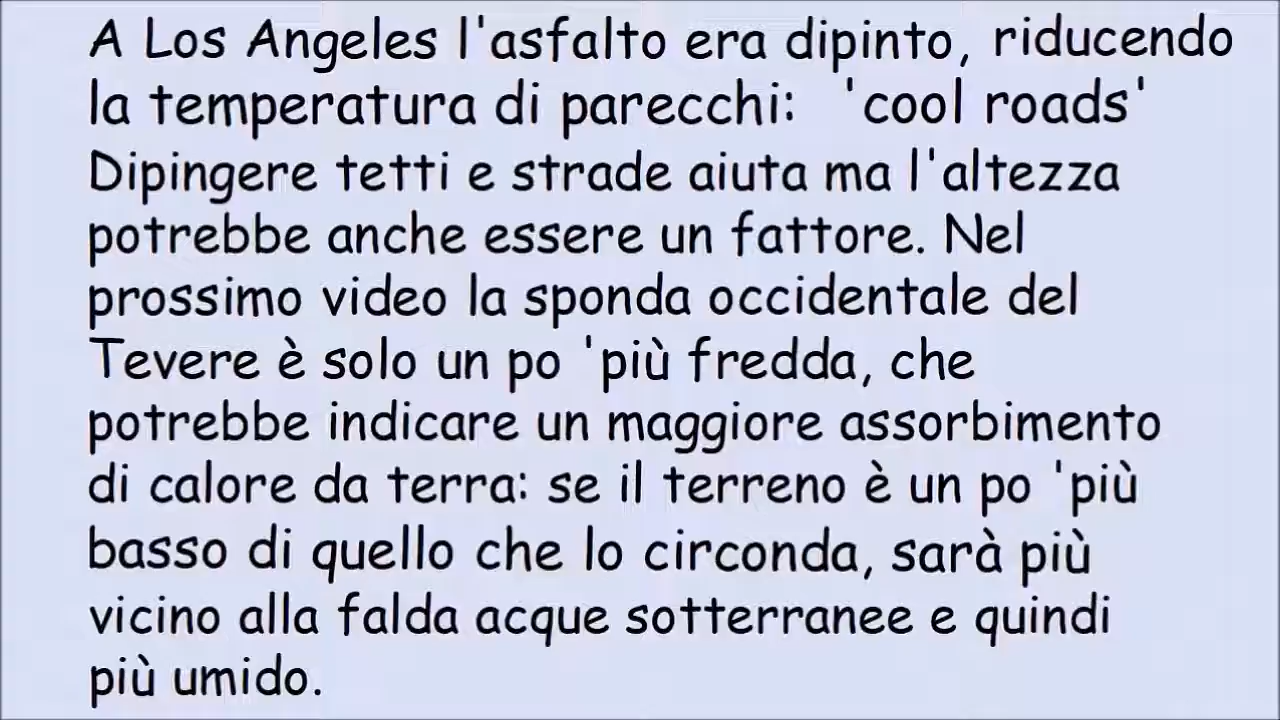 A Los Angeles l'asfalto era dipinto, riducendo
la temperatura di parecchi: 'cool roads'
Dipingere tetti e strade aiuta ma l'altezza
potrebbe anche essere un fattore. Nel
prossimo video la sponda occidentale del
Tevere è solo un po 'più fredda, che
potrebbe indicare un maggiore assorbimento
di calore da terra: se il terreno è un po 'più
basso di quello che lo circonda, sarà più
vicino alla falda acque sotterranee e quindi
più umido.